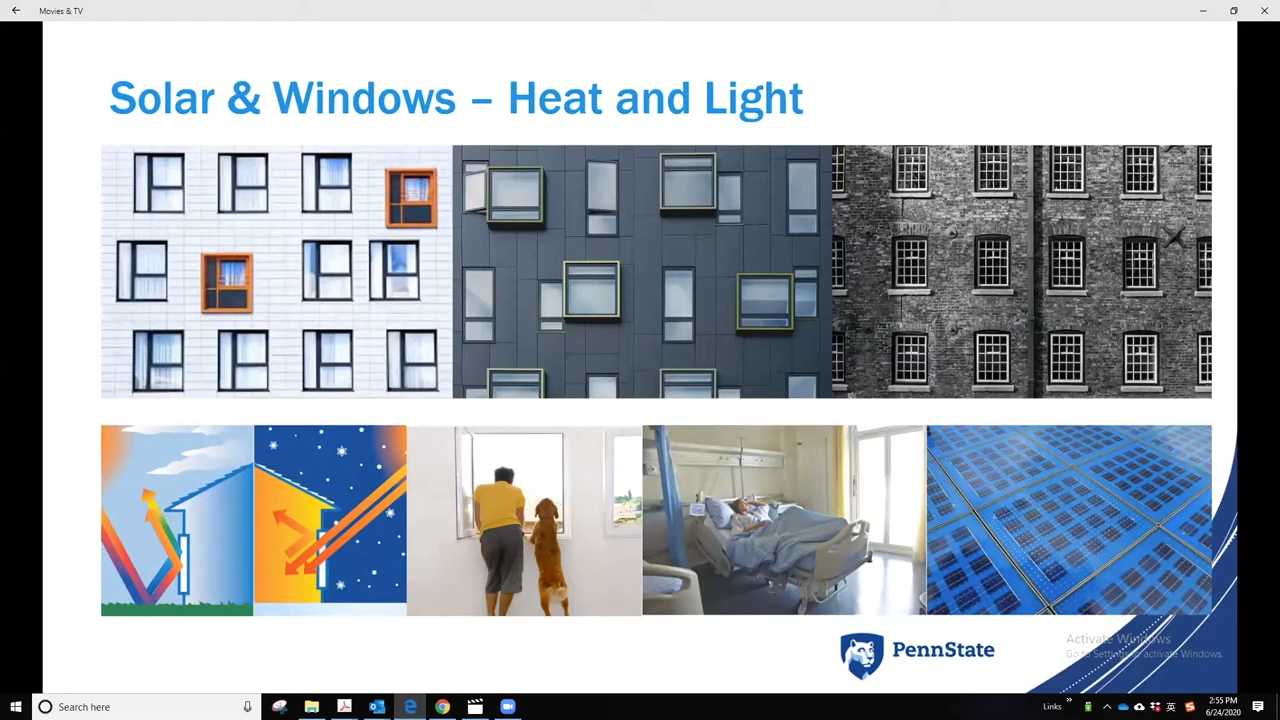 Movies & TV
Solar & Windows – Heat and Light
PennState
Activate Windows
Go to Settings to activate Windows.
Search here
Links
»
英
2:55 PM
6/24/2020